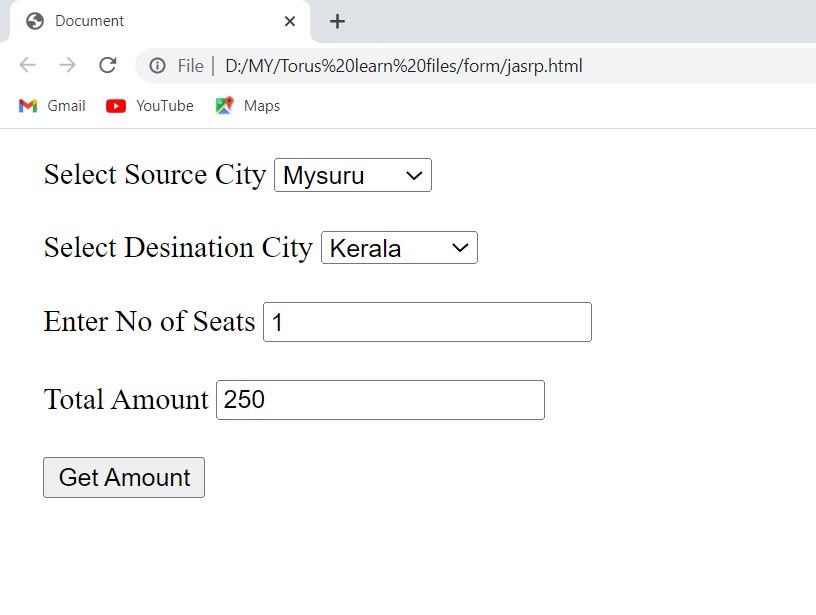 Document
File | D:/MY/Torus%20learn%20files/form/jasrp.html
Gmail YouTube Maps
Select Source City Mysuru
Select Desination City Kerala
Enter No of Seats 1
Total Amount 250
Get Amount